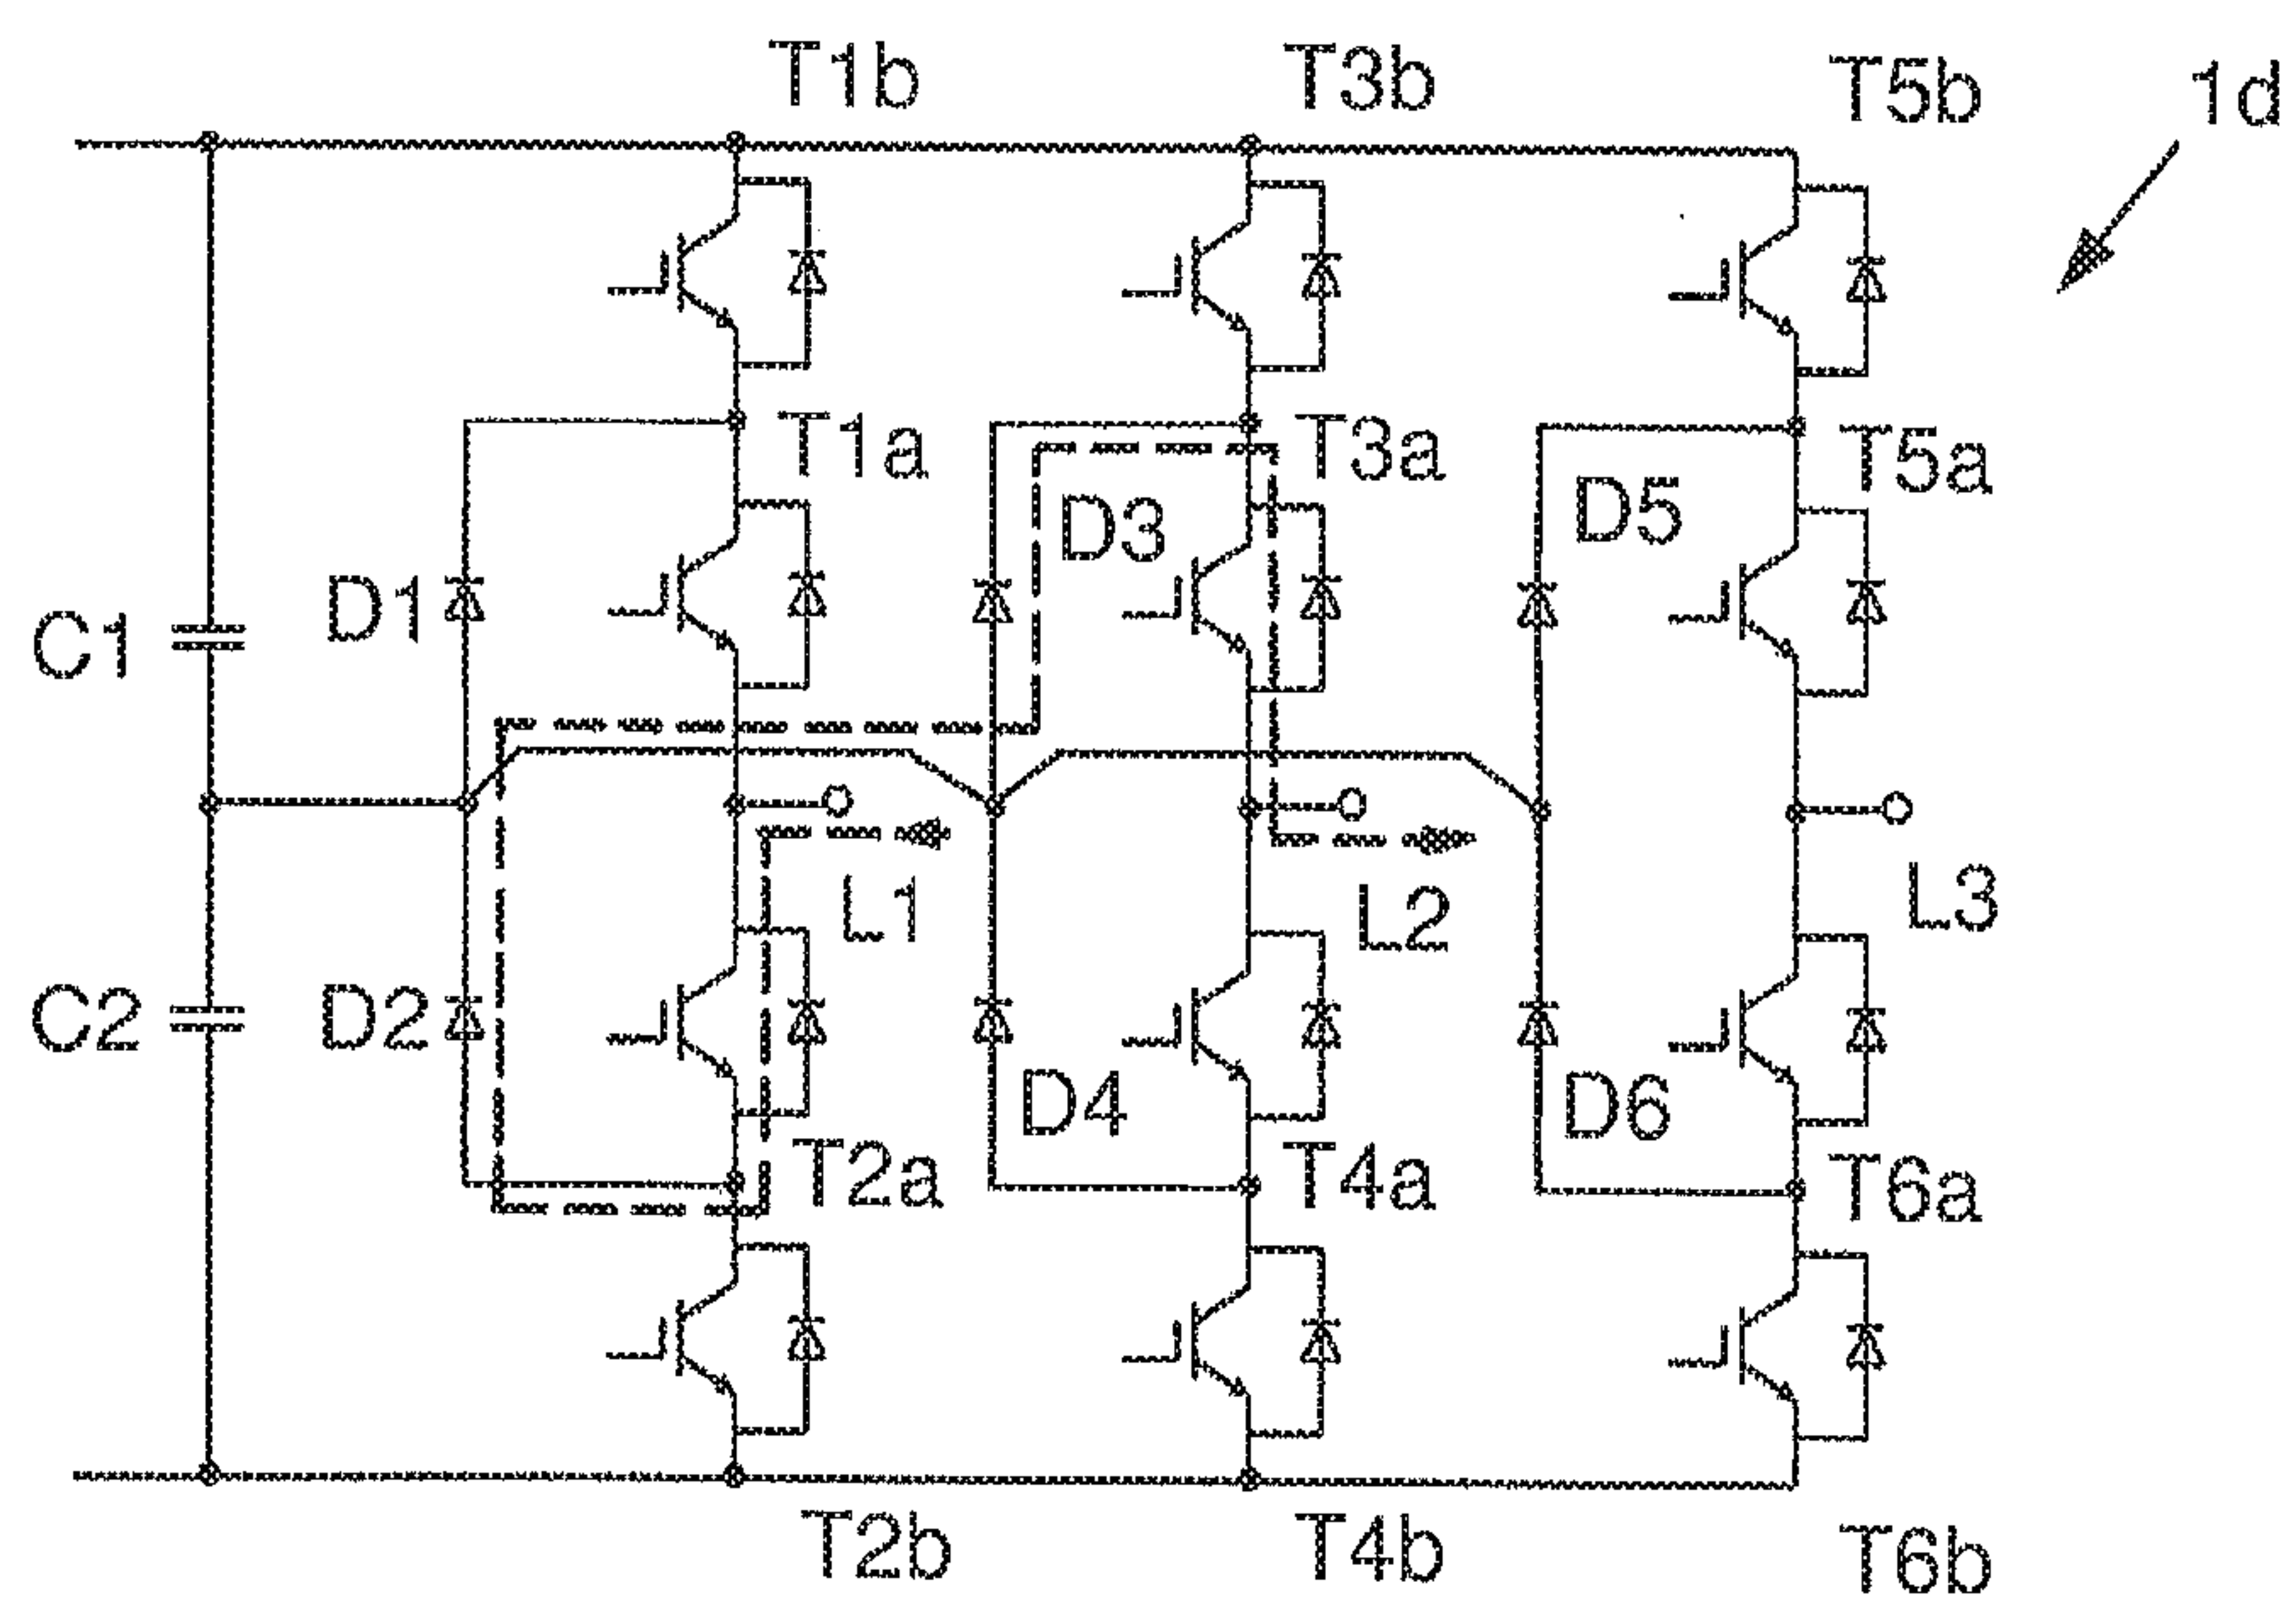 T1b
T3b
T5b
1d
T1a
T3a
T5a
D3
D5
D1
C1
L1
L2
L3
C2
D2
D4
D6
T2a
T4a
T6a
T2b
T4b
T6b